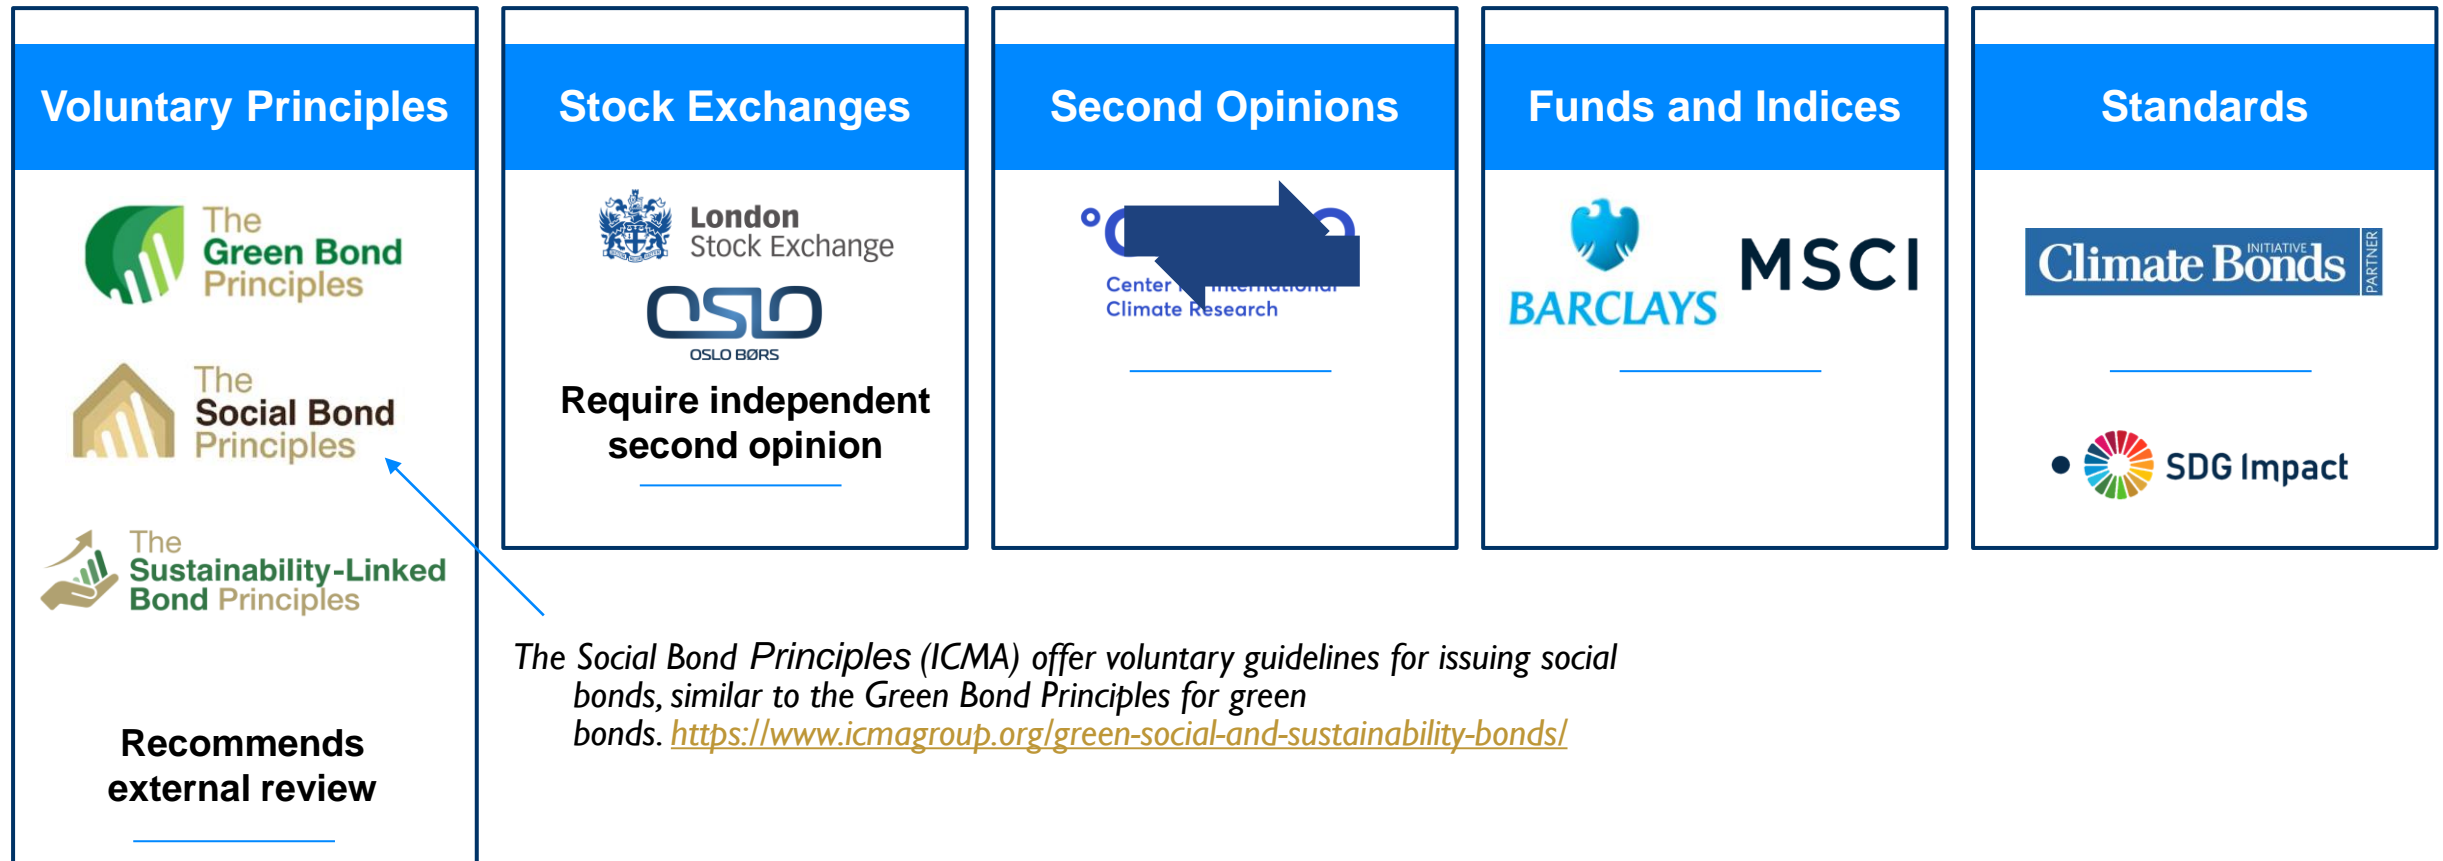 Voluntary Principles
The
Green Bond
Principles
The
Social Bond
Principles
The
Sustainability-Linked
Bond Principles
Recommends
external review
Stock Exchanges
London
Stock Exchange
OSLO
OSLO BØRS
Require independent
second opinion
Second Opinions
Center International
Climate Research
Funds and Indices
BARCLAYS
MSCI
Standards
Climate Bonds
INITIATIVE
PARTNER
• SDG Impact
The Social Bond Principles (ICMA) offer voluntary guidelines for issuing social
bonds, similar to the Green Bond Principles for green
bonds. https://www.icmagroup.org/green-social-and-sustainability-bonds/